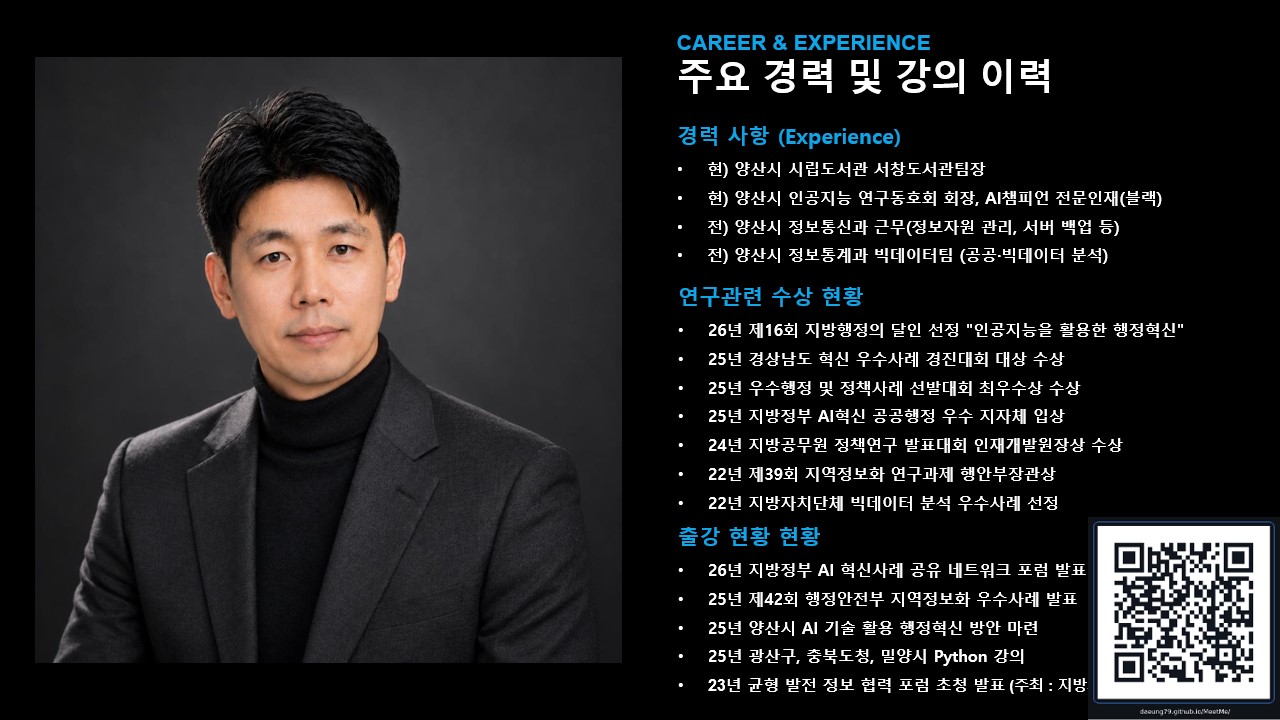 CAREER & EXPERIENCE
주요 경력 및 강의 이력
경력 사항 (Experience)
• 현) 양산시 시립도서관 서창도서관팀장
• 현) 양산시 인공지능 연구동호회 회장, AI챔피언 전문인재(블랙)
• 전) 양산시 정보통신과 근무(정보자원 관리, 서버 백업 등)
• 전) 양산시 정보통계과 빅데이터팀 (공공·빅데이터 분석)
연구관련 수상 현황
• 26년 제16회 지방행정의 달인 선정 "인공지능을 활용한 행정혁신"
• 25년 경상남도 혁신 우수사례 경진대회 대상 수상
• 25년 우수행정 및 정책사례 선발대회 최우수상 수상
• 25년 지방정부 AI혁신 공공행정 우수 지자체 입상
• 24년 지방공무원 정책연구 발표대회 인재개발원장상 수상
• 22년 제39회 지역정보화 연구과제 행안부장관상
• 22년 지방자치단체 빅데이터 분석 우수사례 선정
출강 현황 현황
• 26년 지방정부 AI 혁신사례 공유 네트워크 포럼 발표
• 25년 제42회 행정안전부 지역정보화 우수사례 발표
• 25년 양산시 AI 기술 활용 행정혁신 방안 마련
• 25년 광산구, 충북도청, 밀양시 Python 강의
• 23년 균형 발전 정보 협력 포럼 초청 발표 (주최 : 지방
daeung79.github.io/MeetMe/